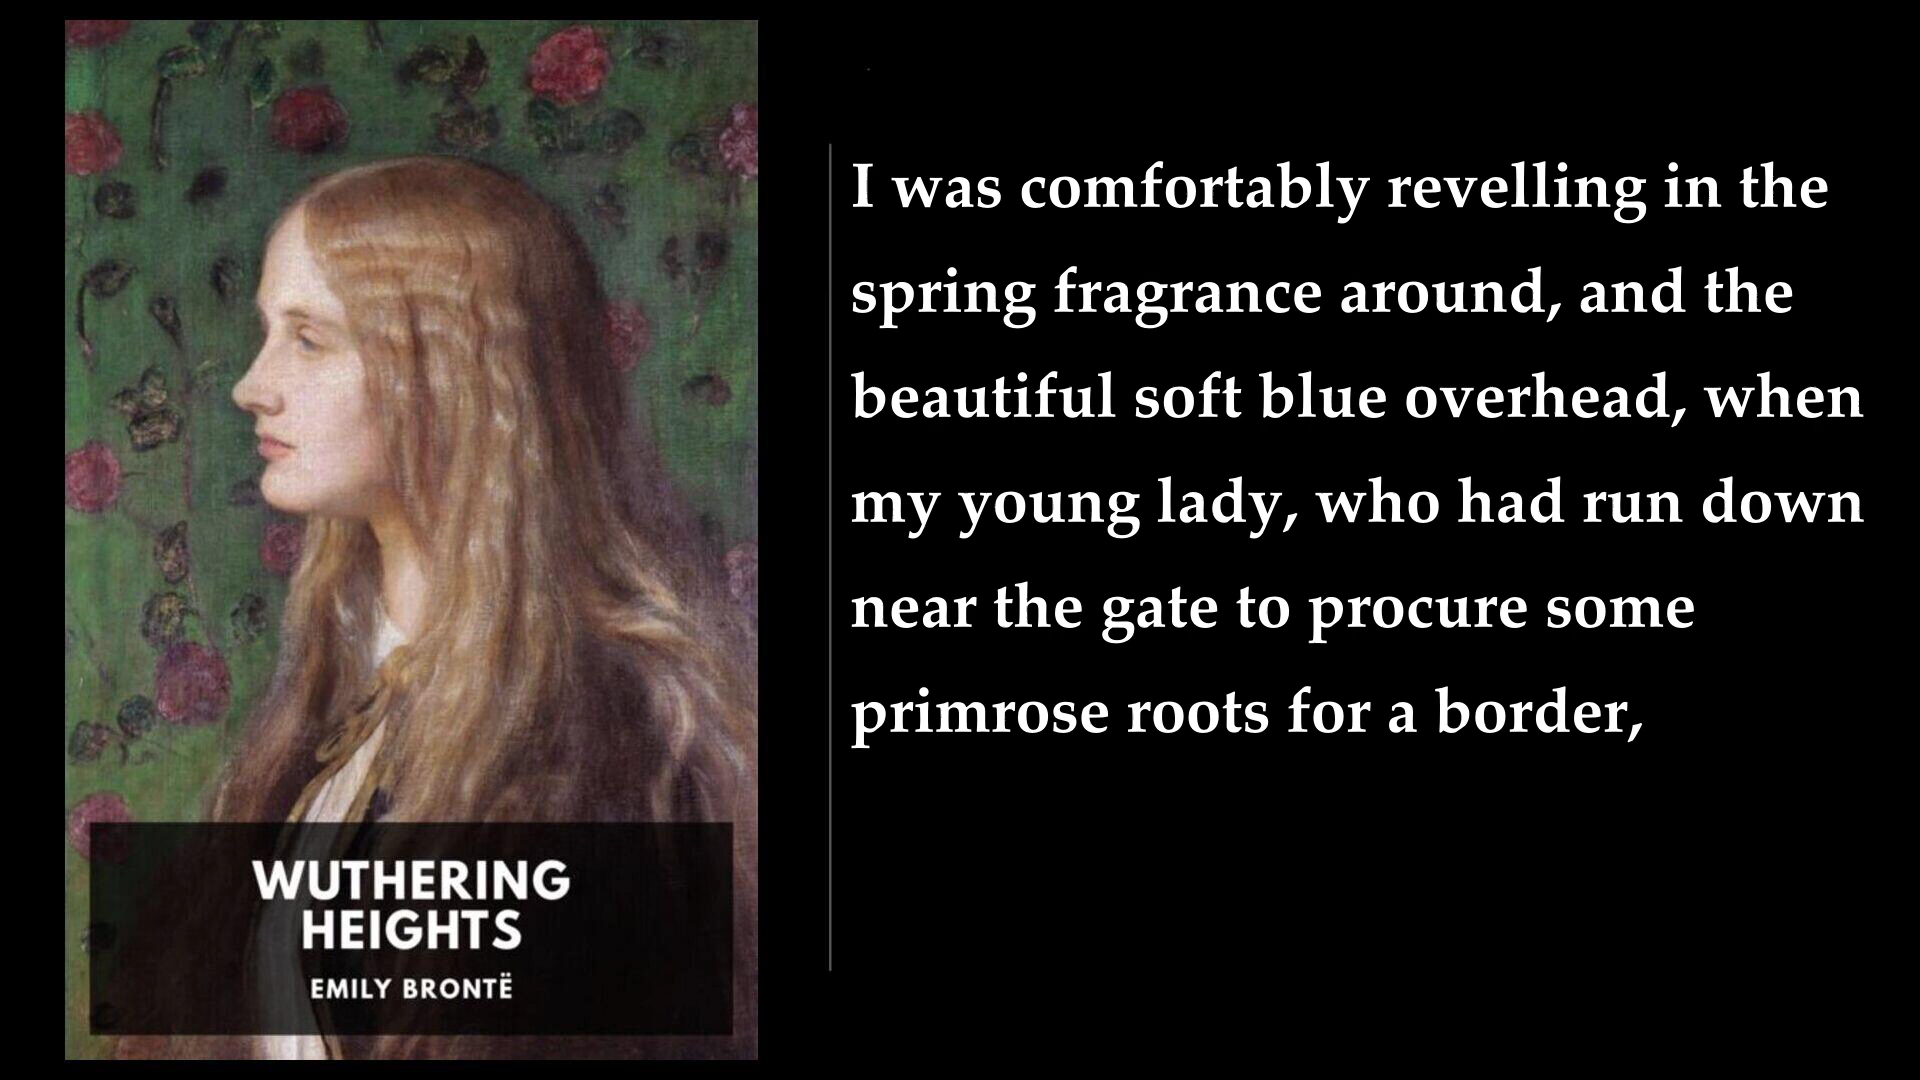 I was comfortably revelling in the
spring fragrance around, and the
beautiful soft blue overhead, when
my young lady, who had run down
near the gate to procure some
primrose roots for a border,
WUTHERING
HEIGHTS
EMILY BRONTË